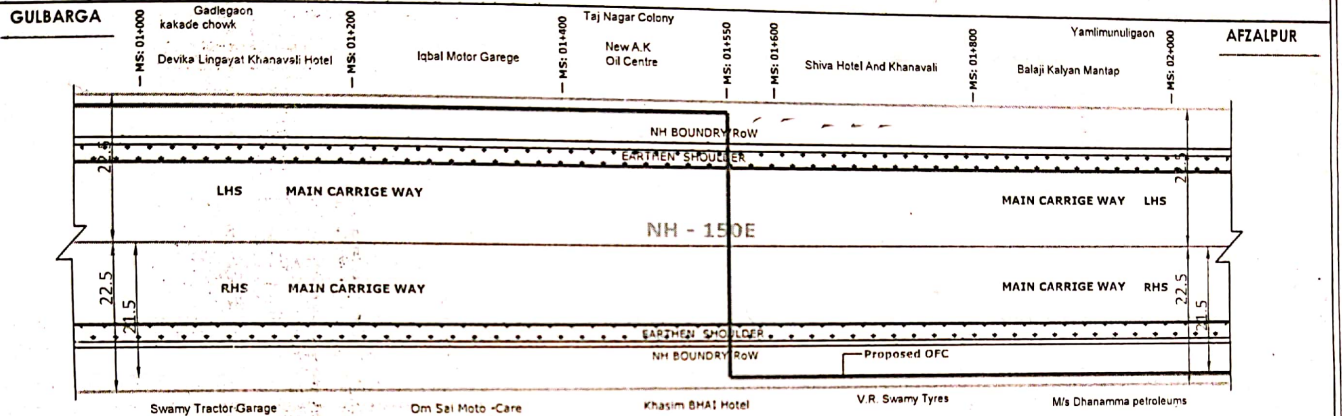 GULBARGA
Gadlegaon
kakade chowk
Devika Lingayat Khanavali Hotel
MS: 01+000
MS: 01+200
Iqbal Motor Garege
MS: 01+400
Taj Nagar Colony
New A.K
Oil Centre
MS: 01+550
MS: 01+600
Shiva Hotel And Khanavali
MS: 01+800
Yamlimunuligaon
Balaji Kalyan Mantap
MS: 02+000
AFZALPUR
NH BOUNDRY RoW
EARTHEN SHOULDER
22.5
22.5
LHS MAIN CARRIGE WAY
MAIN CARRIGE WAY LHS
NH - 150E
RHS MAIN CARRIGE WAY
MAIN CARRIGE WAY RHS
22.5
21.5
22.5
21.5
EARTHEN SHOULDER
NH BOUNDRY RoW
Proposed OFC
Swamy Tractor Garage
Om Sai Moto -Care
Khasim BHAI Hotel
V.R. Swamy Tyres
M/s Dhanamma petroleums